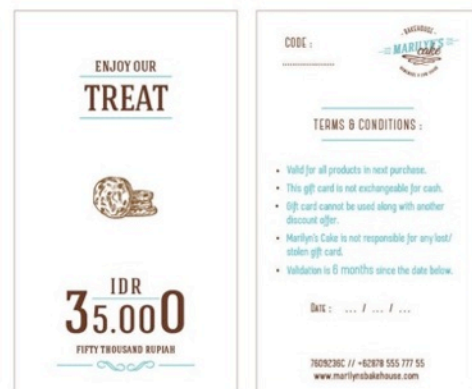 ENJOY OUR
TREAT
IDR
35.000
FIFTY THOUSAND RUPIAH
CODE :
BAKEHOUSE
MARILYN'S
cake
TERMS & CONDITIONS :
• Valid for all products in next purchase.
• This gift card is not exchangeable for cash.
• Gift card cannot be used along with another
discount offer.
• Marilyn's Cake is not responsible for any lost/
stolen gift card.
• Validation is 6 months since the date below.
DATE : ... / ... / ...
7609236C // +62878 555 777 55
www.marilynsbakehouse.com